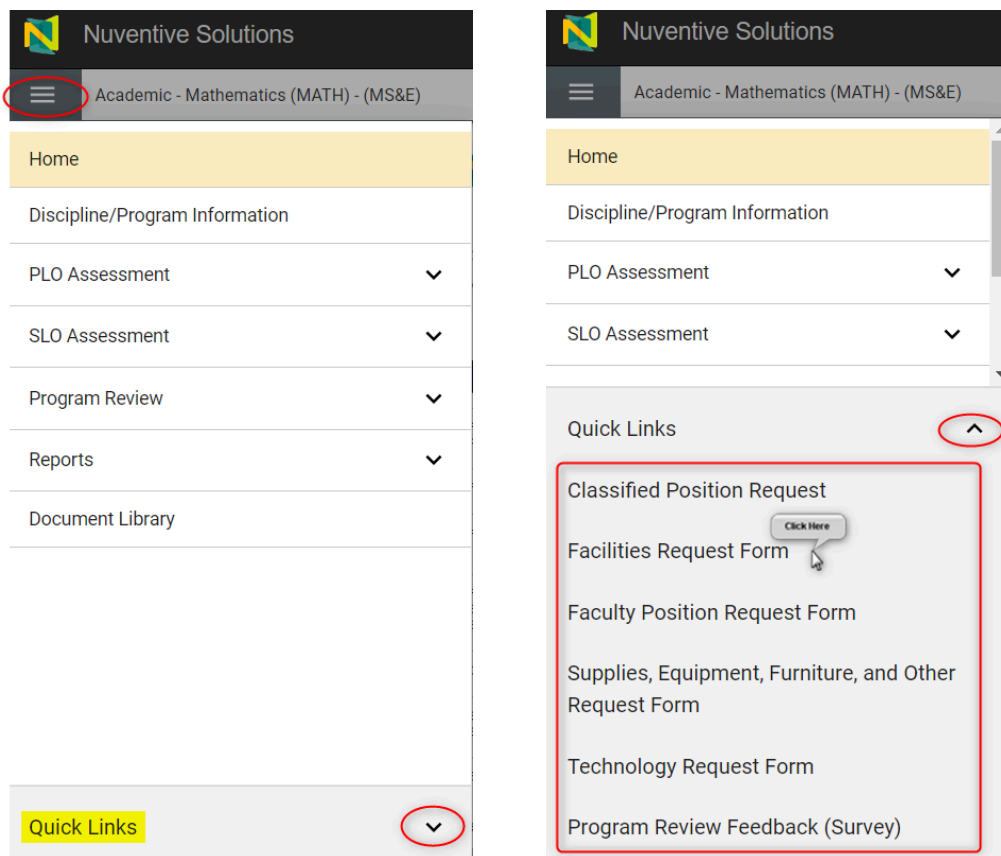 Nuventive Solutions
Academic - Mathematics (MATH) - (MS&E)
Home
Discipline/Program Information
PLO Assessment
SLO Assessment
Program Review
Reports
Document Library
Quick Links
Nuventive Solutions
Academic - Mathematics (MATH) - (MS&E)
Home
Discipline/Program Information
PLO Assessment
SLO Assessment
Quick Links
Classified Position Request
Click Here
Facilities Request Form
Faculty Position Request Form
Supplies, Equipment, Furniture, and Other
Request Form
Technology Request Form
Program Review Feedback (Survey)